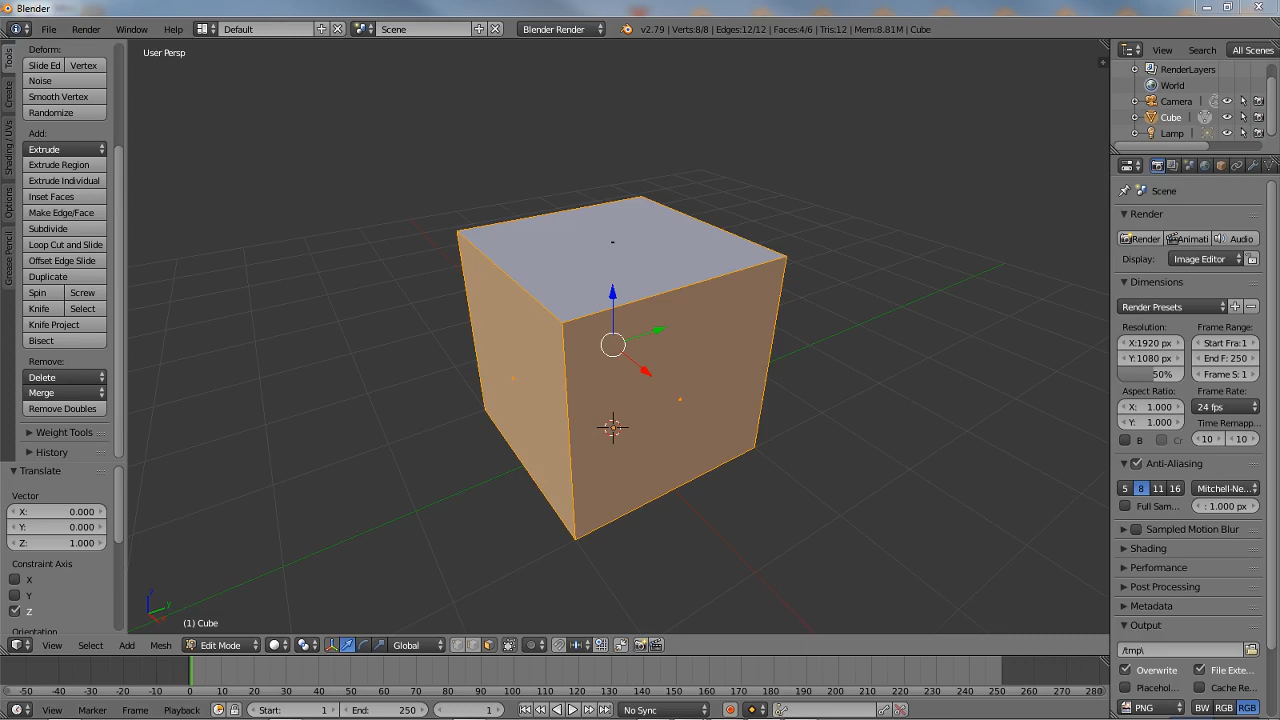 Blender
File Render Window Help Default Scene Blender Render v2.79 | Verts:8/8 | Edges:12/12 | Faces:4/6 | Tris:12 | Mem:8.81M | Cube
Tools
Create
Shading / UVs
Options
Grease Pencil
Deform:
Slide Ed Vertex
Noise
Smooth Vertex
Randomize
Add:
Extrude
Extrude Region
Extrude Individual
Inset Faces
Make Edge/Face
Subdivide
Loop Cut and Slide
Offset Edge Slide
Duplicate
Spin Screw
Knife Select
Knife Project
Bisect
Remove:
Delete
Merge
Remove Doubles
Weight Tools
History
Translate
Vector
X: 0.000
Y: 0.000
Z: 1.000
Constraint Axis
X
Y
Z
Orientation
User Persp
z
y
(1) Cube
View Select Add Mesh Edit Mode Global
View Search All Scenes
RenderLayers
World
Camera
Cube
Lamp
Scene
Render
Render Animati Audio
Display: Image Editor
Dimensions
Render Presets
Resolution: Frame Range:
X:1920 px Start Fra:1
Y:1080 px End F: 250
50% Frame S: 1
Aspect Ratio: Frame Rate:
X: 1.000 24 fps
Y: 1.000 Time Remapp...
B Cr 10 10
Anti-Aliasing
5 8 11 16 Mitchell-Ne...
Full Sam... : 1.000 px
Sampled Motion Blur
Shading
Performance
Post Processing
Metadata
Output
/tmp\
Overwrite File Exte...
Placehol... Cache Re...
PNG BW RGB RGB
-50 -40 -30 -20 -10 0 10 20 30 40 50 60 70 80 90 100 110 120 130 140 150 160 170 180 190 200 210 220 230 240 250 260 270 280
View Marker Frame Playback Start: 1 End: 250 1 No Sync